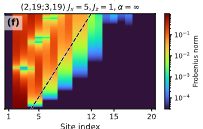 (2,19;3,19) Jₓ = 5, J_z = 1, α = ∞
(f)
10⁻¹
10⁻²
10⁻³
10⁻⁴
Frobenius norm
1 5 10 15 20
Site index